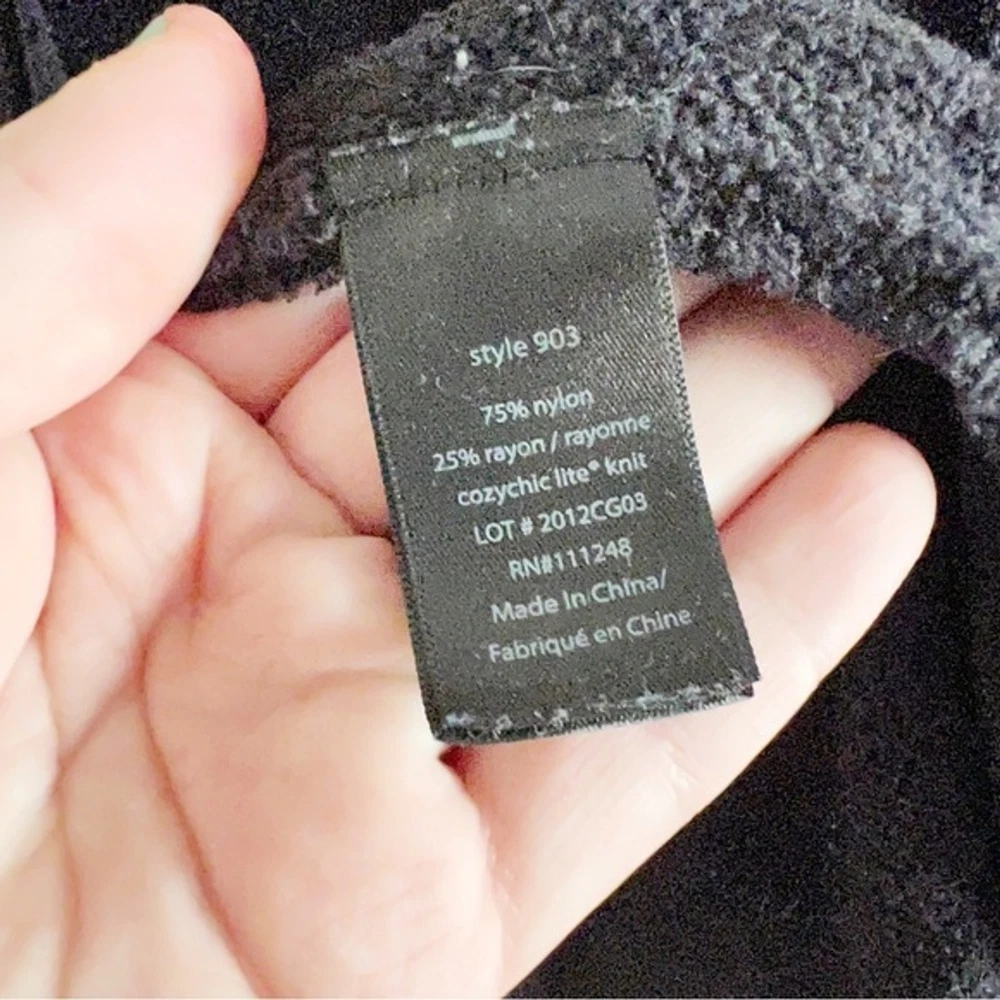 style 903
75% nylon
25% rayon / rayonne
cozychic lite® knit
LOT # 2012CG03
RN#111248
Made In China/
Fabriqué en Chine